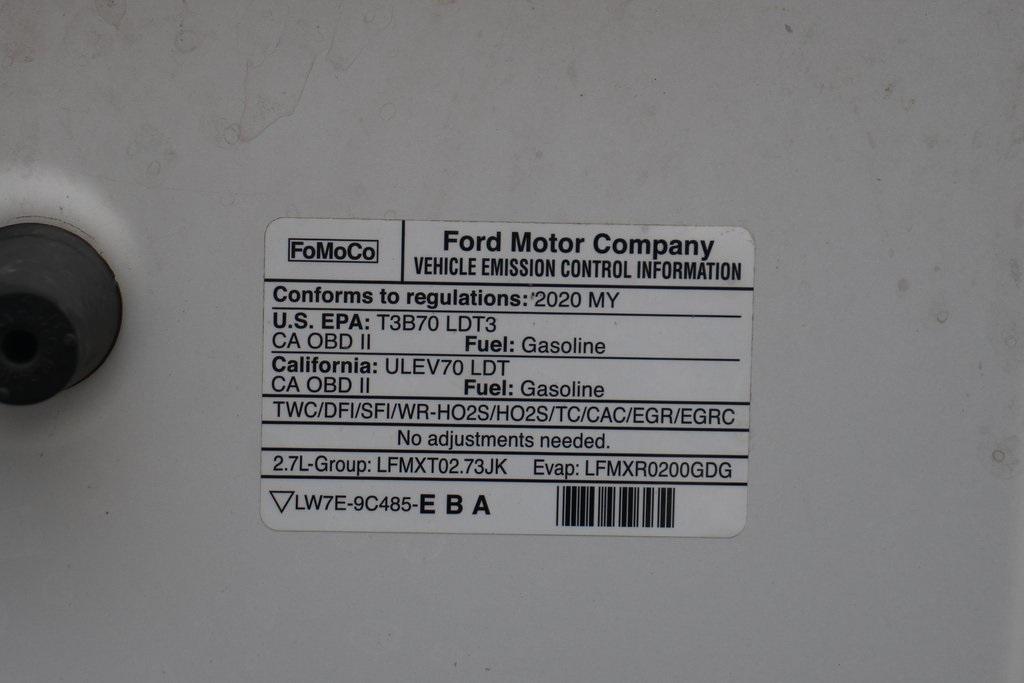 FoMoCo
Ford Motor Company
VEHICLE EMISSION CONTROL INFORMATION
Conforms to regulations: 2020 MY
U.S. EPA: T3B70 LDT3
CA OBD II Fuel: Gasoline
California: ULEV70 LDT
CA OBD II Fuel: Gasoline
TWC/DFI/SFI/WR-HO2S/HO2S/TC/CAC/EGR/EGRC
No adjustments needed.
2.7L-Group: LFMXT02.73JK Evap: LFMXR0200GDG
LW7E-9C485-E B A